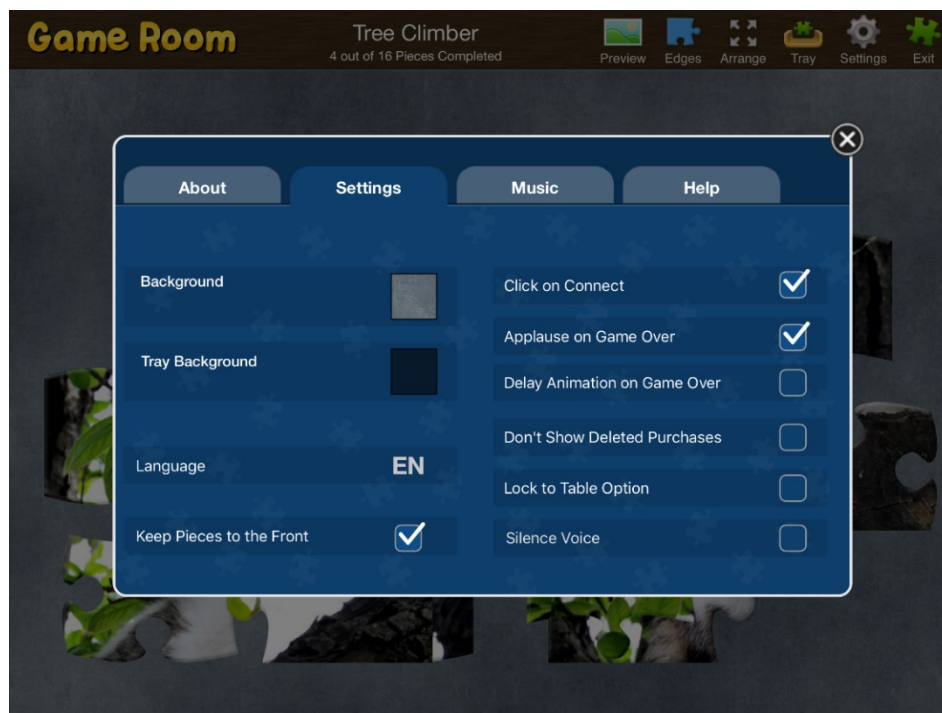 Game Room
Tree Climber
4 out of 16 Pieces Completed
Preview
Edges
Arrange
Tray
Settings
Exit
About
Settings
Music
Help
Background
Tray Background
Language
EN
Keep Pieces to the Front
Click on Connect
Applause on Game Over
Delay Animation on Game Over
Don't Show Deleted Purchases
Lock to Table Option
Silence Voice